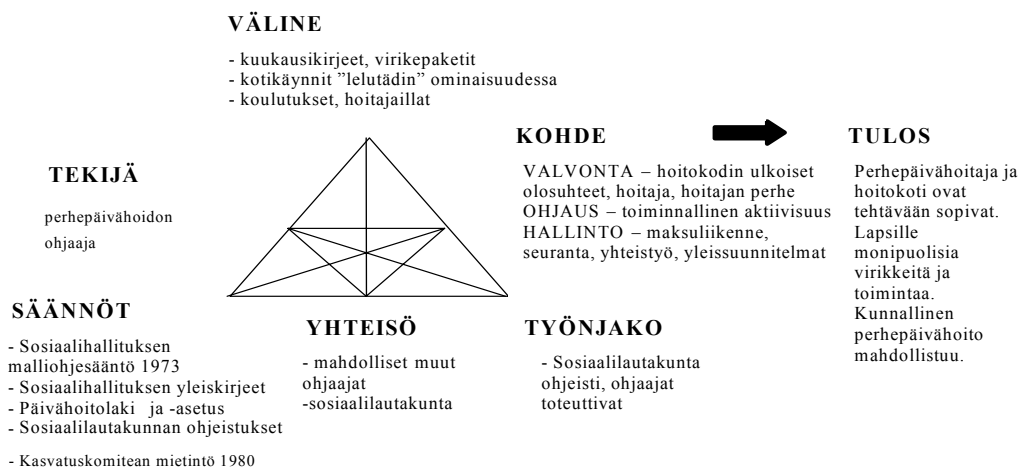 VÄLINE
- kuukausikirjeet, virikepaketit
- kotikäynnit ”lelutädin” ominaisuudessa
- koulutukset, hoitajaillat
TEKIJÄ
perhepäivähoidon
ohjaaja
KOHDE
VALVONTA – hoitokodin ulkoiset
olosuhteet, hoitaja, hoitajan perhe
OHJAUS – toiminnallinen aktiivisuus
HALLINTO – maksuliikenne,
seuranta, yhteistyö, yleissuunnitelmat
TULOS
Perhepäivähoitaja ja
hoitokoti ovat
tehtävään sopivat.
Lapsille
monipuolisia
virikkeitä ja
toimintaa.
Kunnallinen
perhepäivähoito
mahdollistuu.
SÄÄNNÖT
- Sosiaalihallituksen
malliohjesääntö 1973
- Sosiaalihallituksen yleiskirjeet
- Päivähoitolaki ja -asetus
- Sosiaalilautakunnan ohjeistukset
- Kasvatuskomitean mietintö 1980
YHTEISÖ
- mahdolliset muut
ohjaajat
-sosiaalilautakunta
TYÖNJAKO
- Sosiaalilautakunta
ohjeisti, ohjaajat
toteuttivat